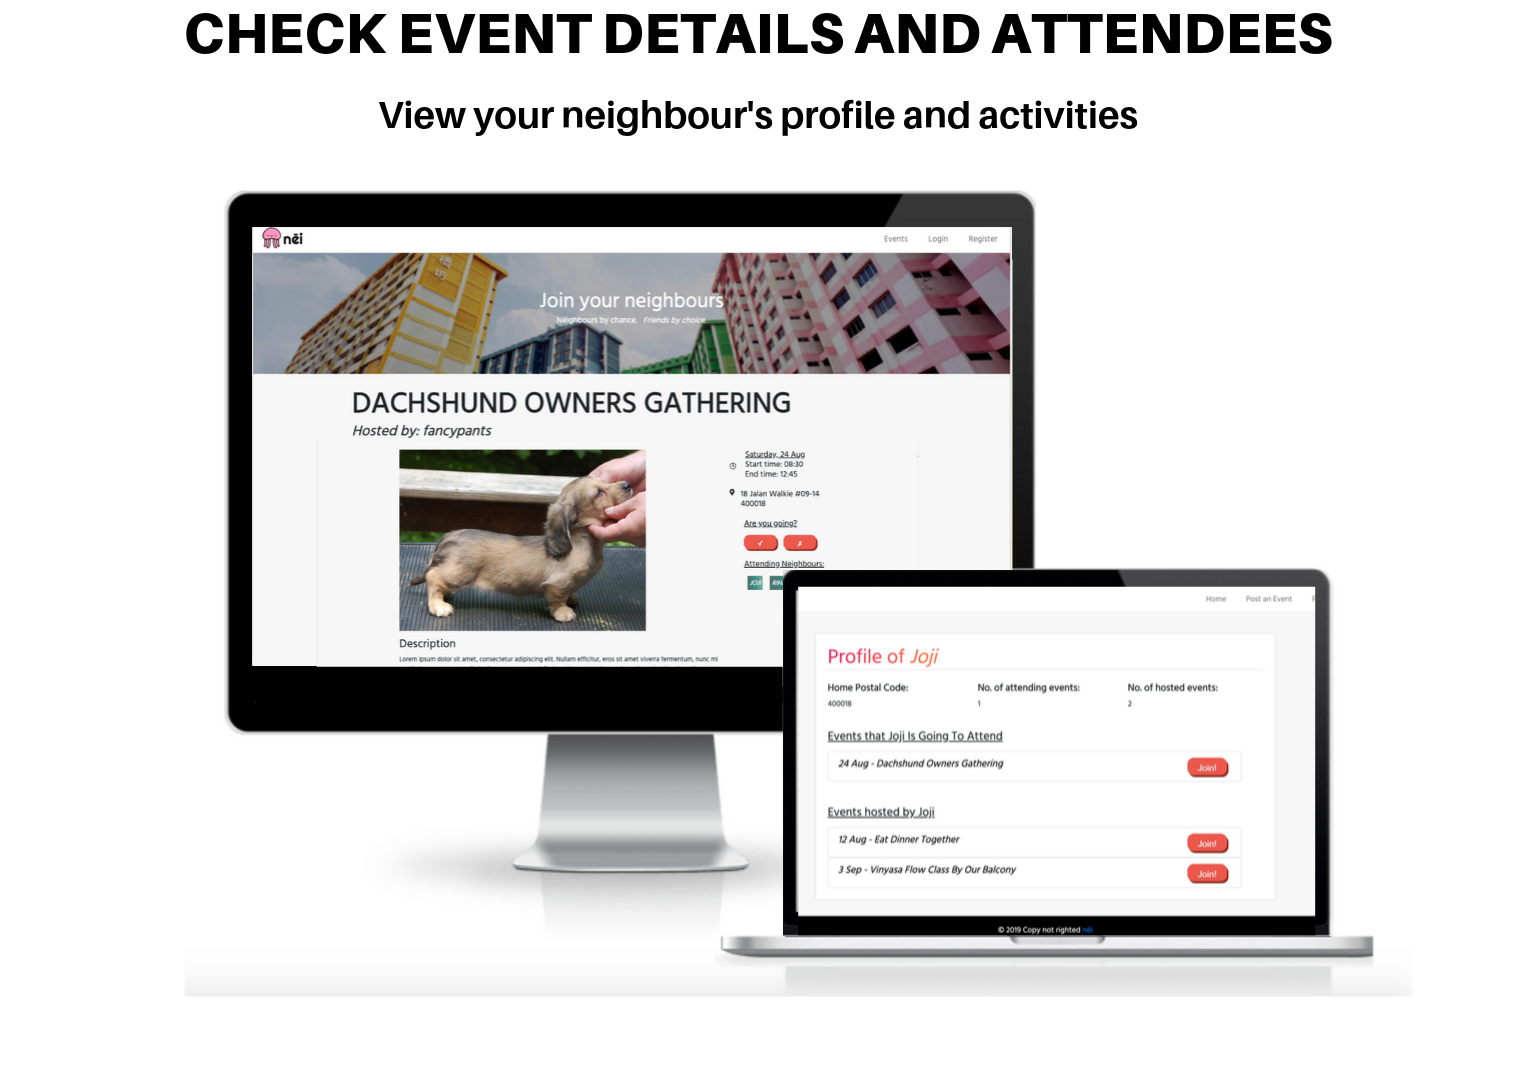 CHECK EVENT DETAILS AND ATTENDEES
View your neighbour's profile and activities
nēi
Events Login Register
Join your neighbours
Neighbours by chance. Friends by choice.
DACHSHUND OWNERS GATHERING
Hosted by: fancypants
Saturday, 24 Aug
Start time: 08:30
End time: 12:45
18 Jalan Walkie #09-14
400018
Are you going?
✓ ✗
Attending Neighbours:
JOJI
Description
Lorem ipsum dolor sit amet, consectetur adipiscing elit. Nullam efficitur, eros sit amet viverra fermentum, nunc mi
Home Post an Event
Profile of Joji
Home Postal Code: No. of attending events: No. of hosted events:
400018 1 2
Events that Joji Is Going To Attend
24 Aug - Dachshund Owners Gathering Join!
Events hosted by Joji
12 Aug - Eat Dinner Together Join!
3 Sep - Vinyasa Flow Class By Our Balcony Join!
© 2019 Copy not righted nēi